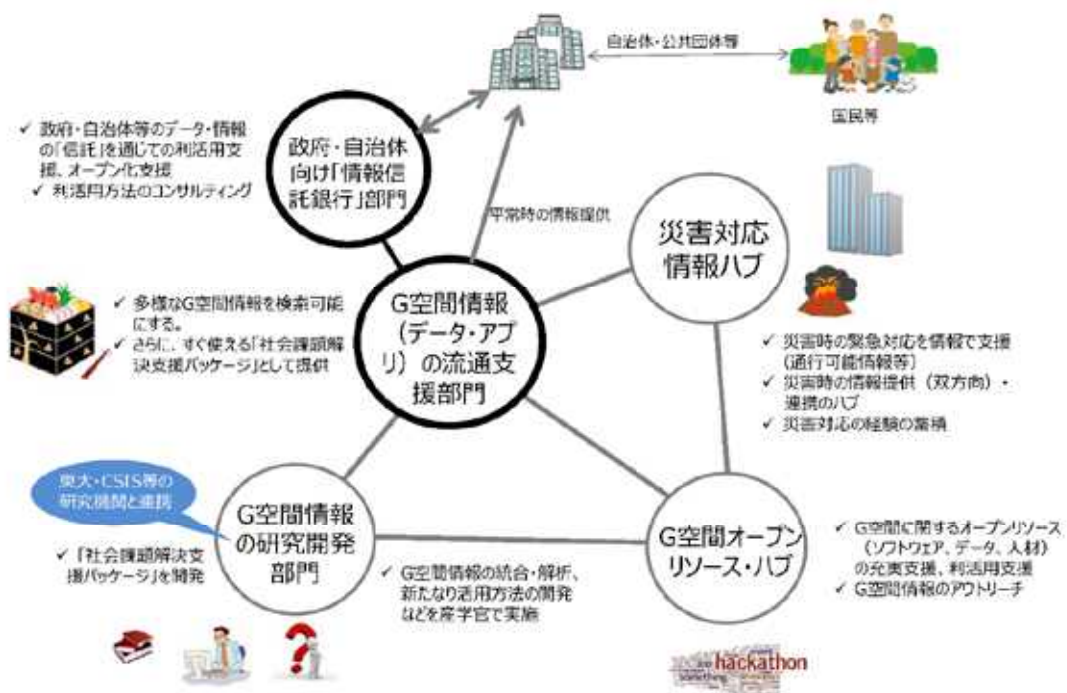 自治体・公共団体等
国民等
✓ 政府・自治体等のデータ・情報
の「信託」を通じての利活用支
援、オープン化支援
✓ 利活用方法のコンサルティング
政府・自治体
向け「情報信
託銀行」部門
平常時の情報提供
災害対応
情報ハブ
✓ 多様なG空間情報を検索可能
にする。
✓ さらに、すぐ使える「社会課題解
決支援パッケージ」として提供
G空間情報
(データ・アプ
リ)の流通支
援部門
✓ 災害時の緊急対応を情報で支援
(通行可能情報等)
✓ 災害時の情報提供(双方向)・
連携のハブ
✓ 災害対応の経験の蓄積
東大・CSIS等の
研究機関と連携
G空間情報
の研究開発
部門
✓ 「社会課題解決支
援パッケージ」を開発
✓ G空間情報の統合・解析、
新たなり活用方法の開発
などを産学官で実施
G空間オープン
リソース・ハブ
✓ G空間に関するオープンリソース
(ソフトウェア、データ、人材)
の充実支援、利活用支援
✓ G空間情報のアウトリーチ
hackathon
something